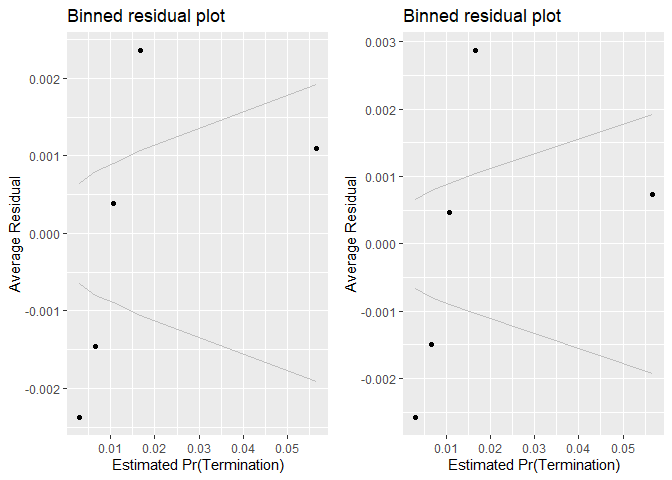 Binned residual plot
Average Residual
0.002
0.001
0.000
-0.001
-0.002
0.01 0.02 0.03 0.04 0.05
Estimated Pr(Termination)
Binned residual plot
Average Residual
0.003
0.002
0.001
0.000
-0.001
-0.002
0.01 0.02 0.03 0.04 0.05
Estimated Pr(Termination)